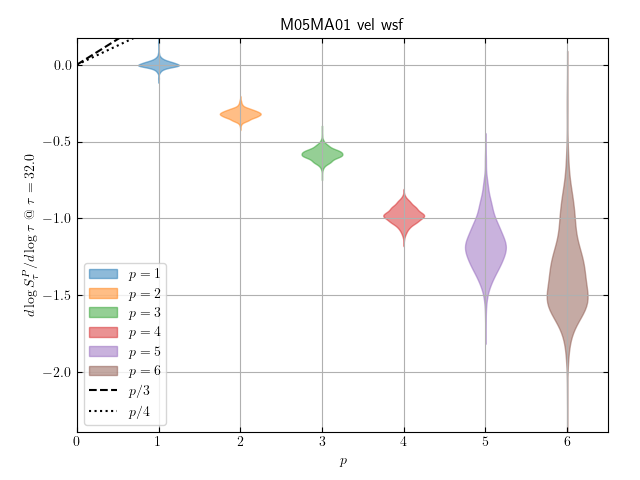 M05MA01 vel wsf
d log S_τ^P / d log τ @ τ = 32.0
0.0
−0.5
−1.0
−1.5
−2.0
p = 1
p = 2
p = 3
p = 4
p = 5
p = 6
p/3
p/4
0 1 2 3 4 5 6
p